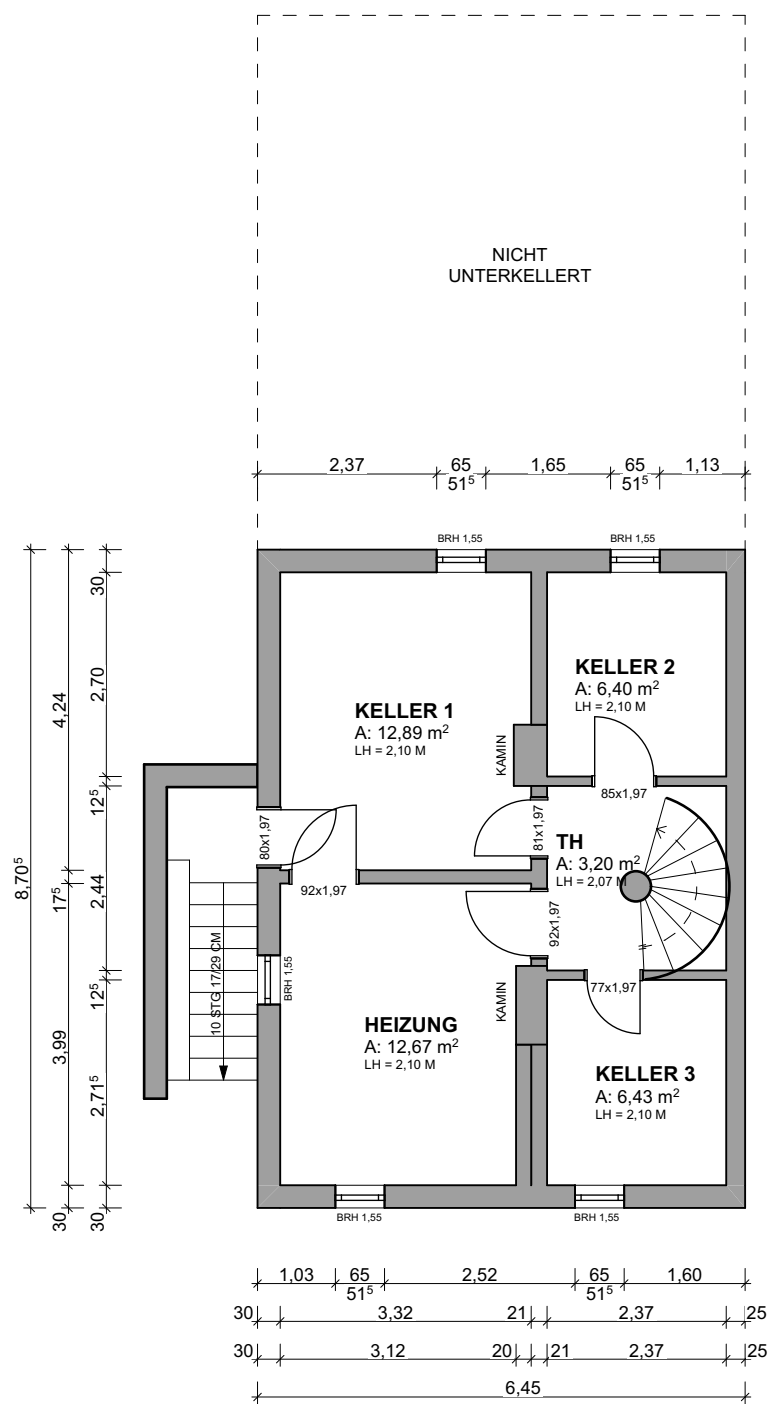 NICHT
UNTERKELLERT
2,37
65
51⁵
1,65
65
51⁵
1,13
BRH 1,55
BRH 1,55
8,70⁵
4,24
17⁵
3,99
30
30
2,70
12⁵
2,44
12⁵
2,71⁵
30
KELLER 1
A: 12,89 m²
LH = 2,10 M
KELLER 2
A: 6,40 m²
LH = 2,10 M
KAMIN
85x1,97
80x1,97
81x1,97
TH
A: 3,20 m²
LH = 2,07 M
92x1,97
92x1,97
10 STG 17/29 CM
BRH 1,55
77x1,97
KAMIN
HEIZUNG
A: 12,67 m²
LH = 2,10 M
KELLER 3
A: 6,43 m²
LH = 2,10 M
BRH 1,55
BRH 1,55
1,03
65
51⁵
2,52
65
51⁵
1,60
30
3,32
21
2,37
25
30
3,12
20
21
2,37
25
6,45